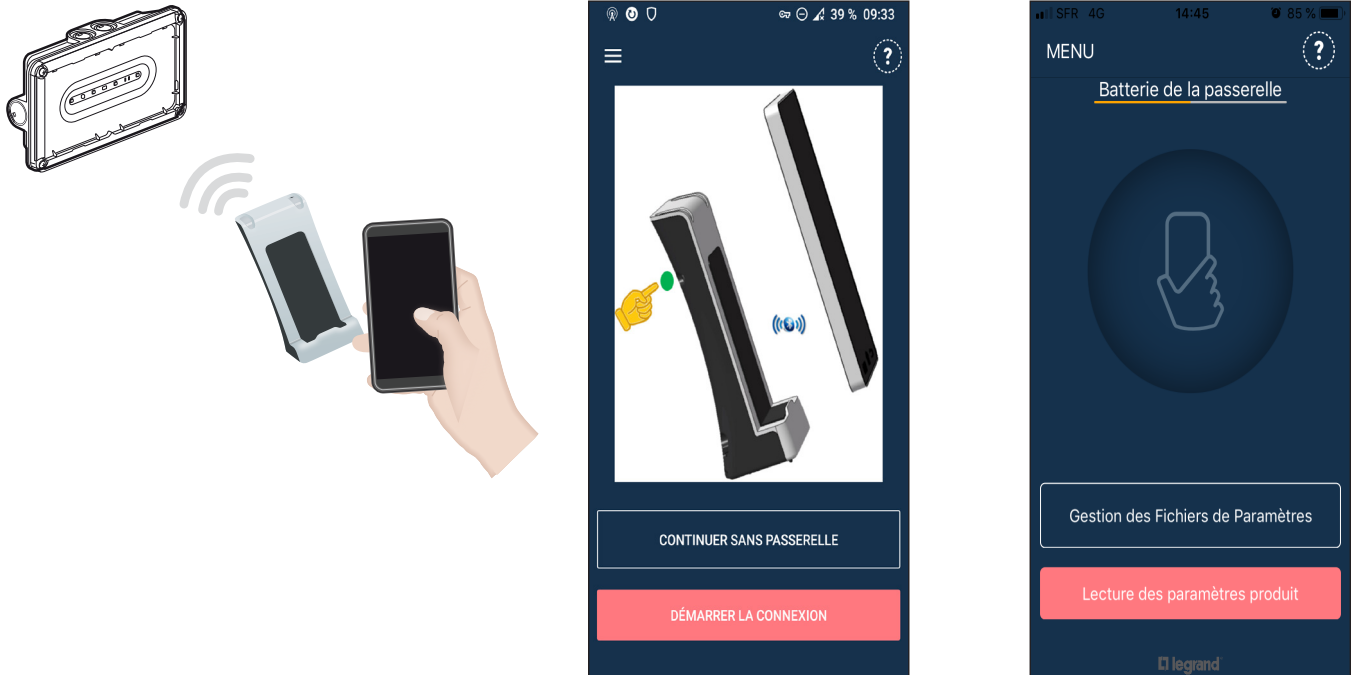 39 % 09:33
?
CONTINUER SANS PASSERELLE
DÉMARRER LA CONNEXION
SFR 4G 14:45 85 %
MENU ?
Batterie de la passerelle
Gestion des Fichiers de Paramètres
Lecture des paramètres produit
legrand